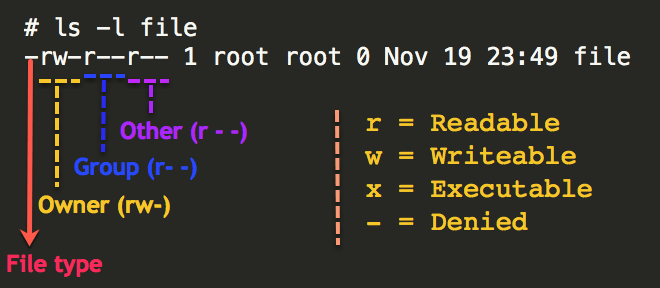 # ls -l file
-rw-r--r-- 1 root root 0 Nov 19 23:49 file
Other (r - -)
Group (r- -)
Owner (rw-)
File type
r = Readable
w = Writeable
x = Executable
- = Denied